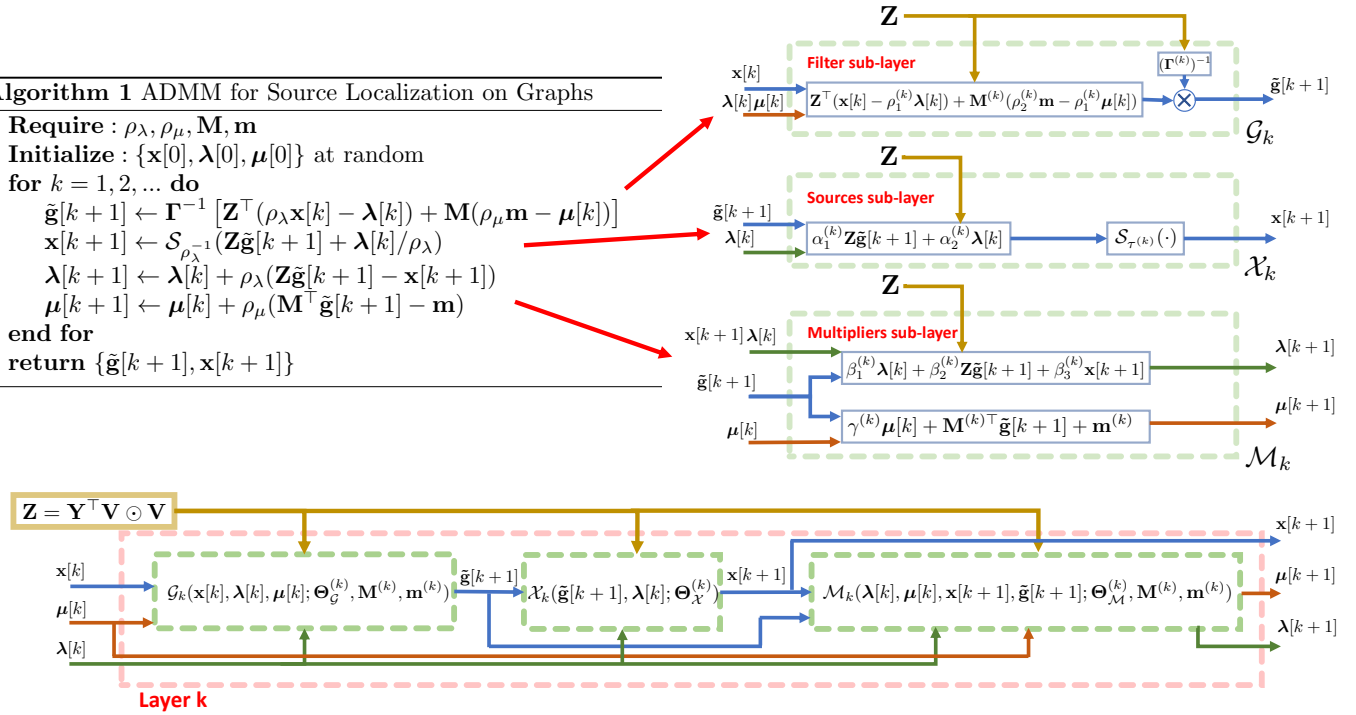 lgorithm 1 ADMM for Source Localization on Graphs
Require : ρ_λ, ρ_μ, M, m
Initialize : {x[0], λ[0], μ[0]} at random
for k = 1, 2, ... do
g̃[k + 1] ← Γ⁻¹ [Z^⊤(ρ_λ x[k] − λ[k]) + M(ρ_μ m − μ[k])]
x[k + 1] ← S_{ρ_λ^{-1}}(Zg̃[k + 1] + λ[k]/ρ_λ)
λ[k + 1] ← λ[k] + ρ_λ(Zg̃[k + 1] − x[k + 1])
μ[k + 1] ← μ[k] + ρ_μ(M^⊤g̃[k + 1] − m)
end for
return {g̃[k + 1], x[k + 1]}
Z
Filter sub-layer
(Γ^{(k)})^{-1}
x[k]
λ[k]μ[k]
Z^⊤(x[k] − ρ_1^{(k)}λ[k]) + M^{(k)}(ρ_2^{(k)}m − ρ_1^{(k)}μ[k])
⊗
g̃[k + 1]
G_k
Z
Sources sub-layer
g̃[k + 1]
λ[k]
α_1^{(k)}Zg̃[k + 1] + α_2^{(k)}λ[k]
S_{τ^{(k)}}(·)
x[k + 1]
X_k
Z
Multipliers sub-layer
x[k + 1] λ[k]
β_1^{(k)}λ[k] + β_2^{(k)}Zg̃[k + 1] + β_3^{(k)}x[k + 1]
λ[k + 1]
g̃[k + 1]
μ[k]
γ^{(k)}μ[k] + M^{(k)⊤}g̃[k + 1] + m^{(k)}
μ[k + 1]
M_k
Z = Y^⊤V ⊙ V
x[k]
μ[k]
λ[k]
G_k(x[k], λ[k], μ[k]; Θ_G^{(k)}, M^{(k)}, m^{(k)})
g̃[k + 1]
X_k(g̃[k + 1], λ[k]; Θ_X^{(k)})
x[k + 1]
M_k(λ[k], μ[k], x[k + 1], g̃[k + 1]; Θ_M^{(k)}, M^{(k)}, m^{(k)})
x[k + 1]
μ[k + 1]
λ[k + 1]
Layer k